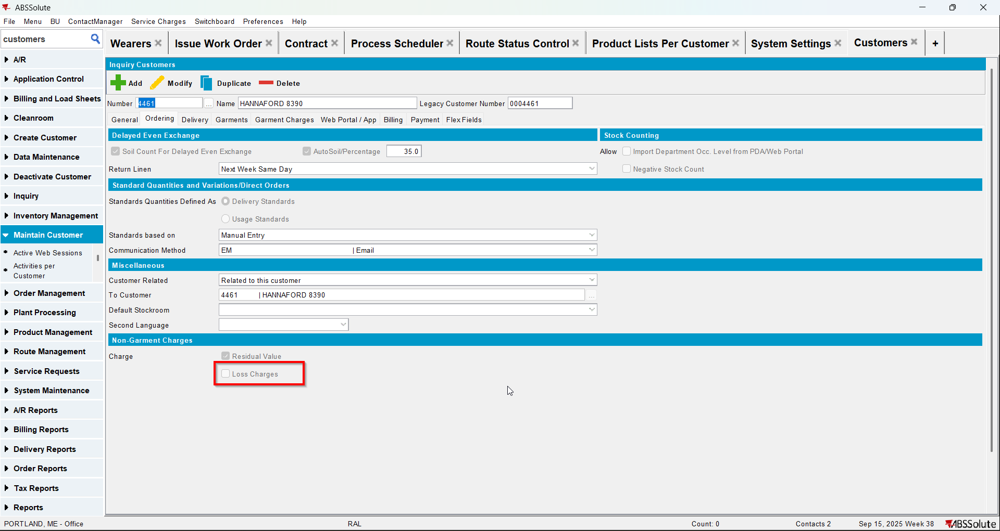 ABSSolute
File Menu BU ContactManager Service Charges Switchboard Preferences Help
customers
Wearers Issue Work Order Contract Process Scheduler Route Status Control Product Lists Per Customer System Settings Customers +
A/R
Application Control
Billing and Load Sheets
Cleanroom
Create Customer
Data Maintenance
Deactivate Customer
Inquiry
Inventory Management
Maintain Customer
Active Web Sessions
Activities per
Customer
Order Management
Plant Processing
Product Management
Route Management
Service Requests
System Maintenance
A/R Reports
Billing Reports
Delivery Reports
Order Reports
Tax Reports
Reports
Inquiry Customers
Add Modify Duplicate Delete
Number 4461 ... Name HANNAFORD 8390 Legacy Customer Number 0004461
General Ordering Delivery Garments Garment Charges Web Portal / App Billing Payment Flex Fields
Delayed Even Exchange Stock Counting
Soil Count For Delayed Even Exchange AutoSoil/Percentage 35.0 Allow Import Department Occ. Level from PDA/Web Portal
Return Linen Next Week Same Day Negative Stock Count
Standard Quantities and Variations/Direct Orders
Standards Quantities Defined As Delivery Standards
Usage Standards
Standards based on Manual Entry
Communication Method EM | Email
Miscellaneous
Customer Related Related to this customer
To Customer 4461 | HANNAFORD 8390 ...
Default Stockroom
Second Language
Non-Garment Charges
Charge Residual Value
Loss Charges
PORTLAND, ME - Office RAL Count: 0 Contacts 2 Sep 15, 2025 Week 38 ABSSolute